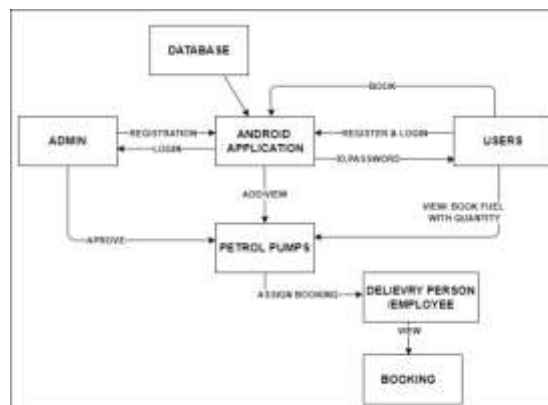 DATABASE
BOOK
ADMIN
REGISTRATION
LOGIN
ANDROID
APPLICATION
REGISTER & LOGIN
ID,PASSWORD
USERS
ADD/VIEW
VIEW/ BOOK FUEL
WITH QUANTITY
APROVE
PETROL PUMPS
ASSIGN BOOKING
DELIEVRY PERSON
/EMPLOYEE
VIEW
BOOKING